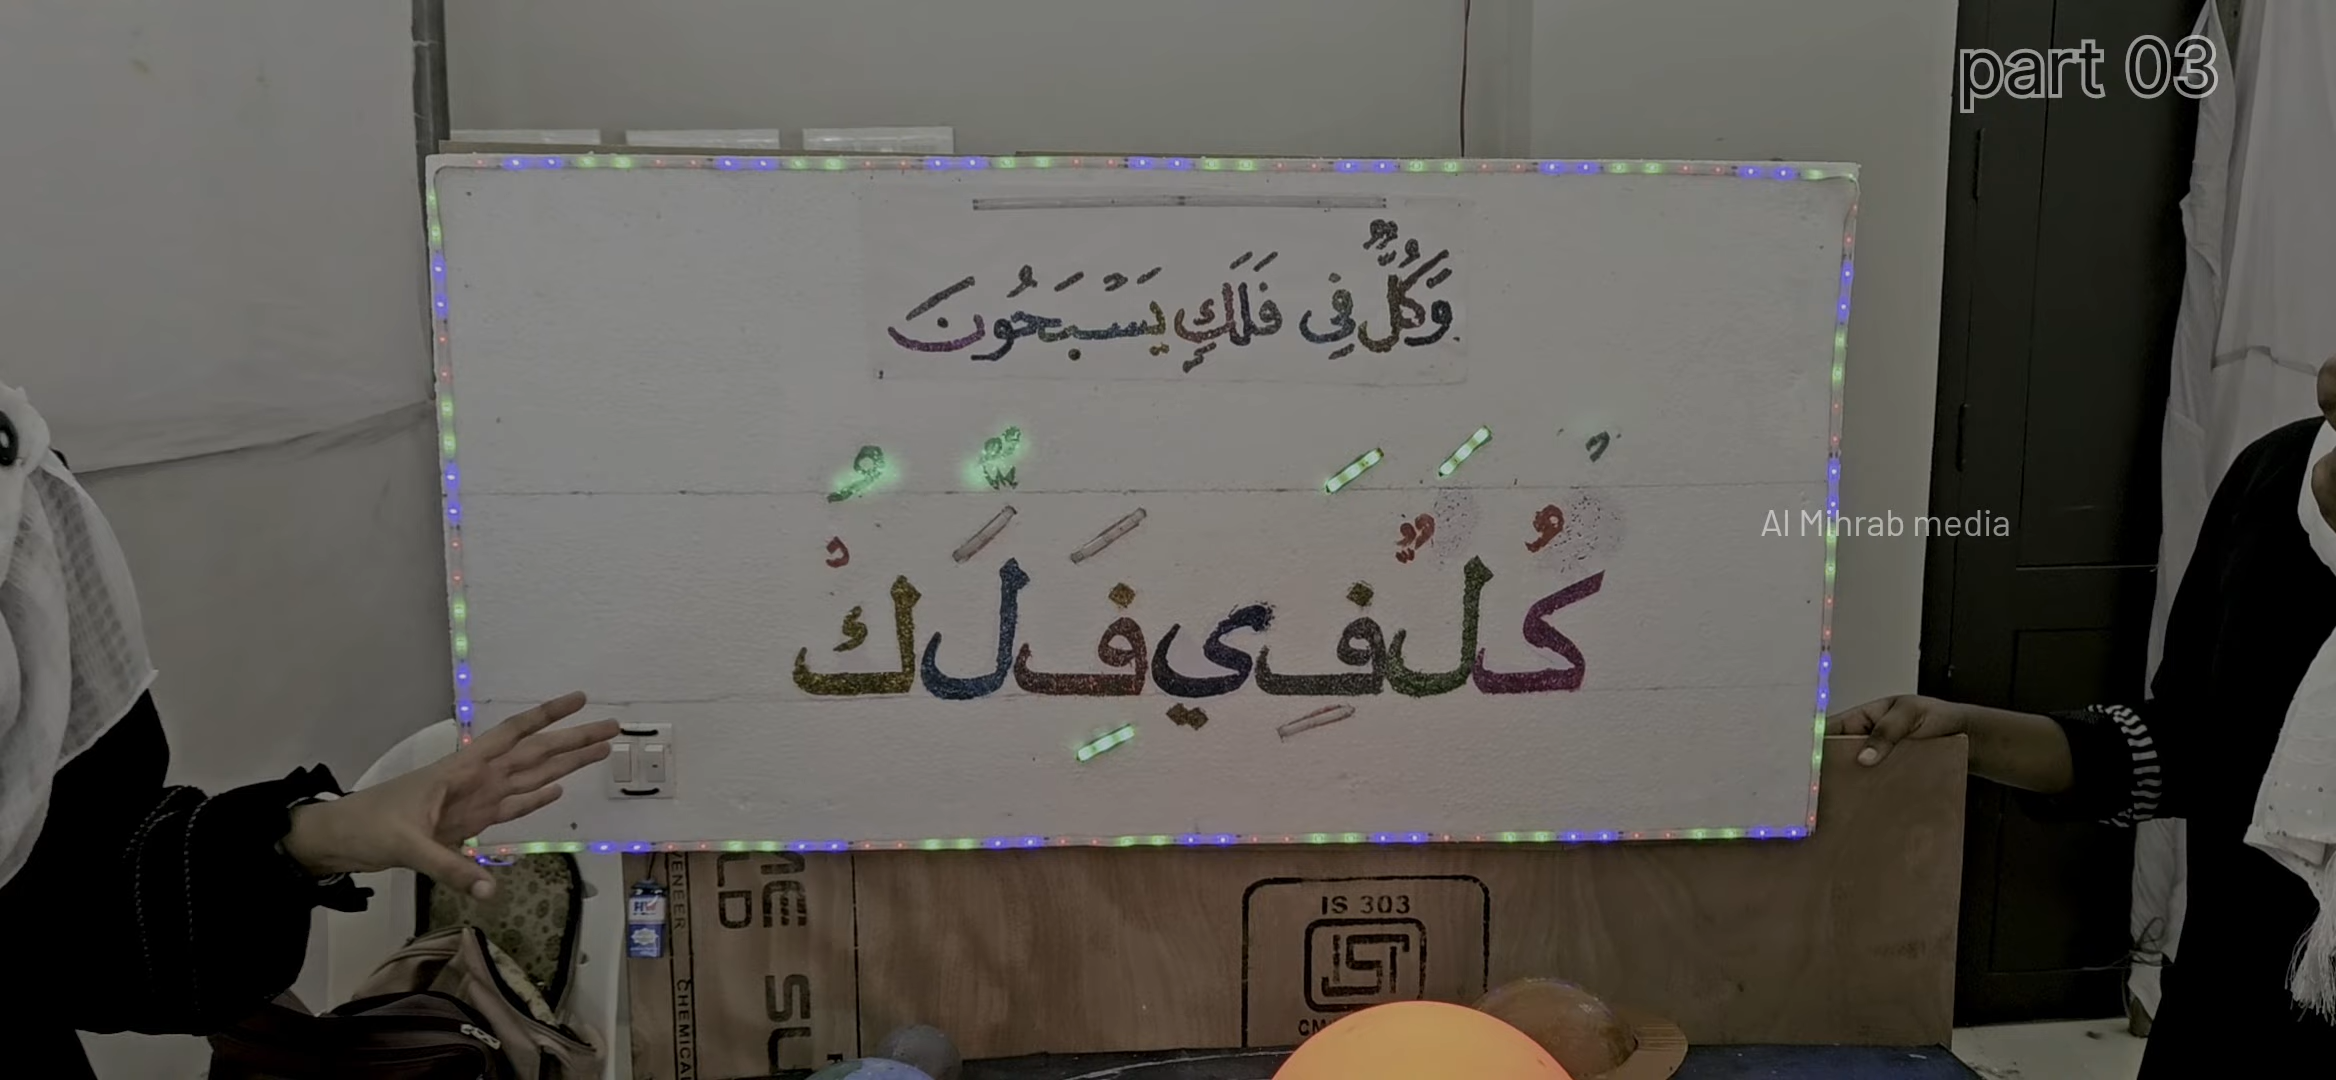 part 03
وَكُلٌّ فِى فَلَكٍ يَسْبَحُونَ
Al Mihrab media
كُلٌّ فِي فَلَكُ
IS 303